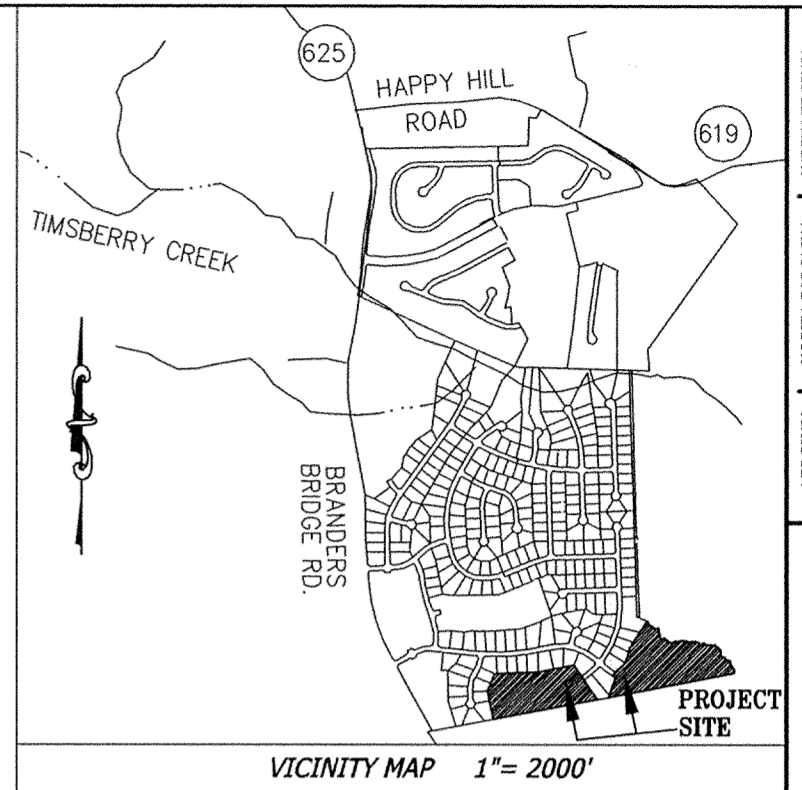 625
HAPPY HILL
ROAD
619
TIMSBERRY CREEK
BRANDERS
BRIDGE RD.
PROJECT
SITE
VICINITY MAP 1"= 2000'